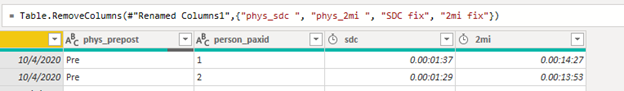 = Table.RemoveColumns(#"Renamed Columns1",{"phys_sdc ", "phys_2mi ", "SDC fix", "2mi fix"})
ABC phys_prepost ABC person_paxid sdc 2mi
10/4/2020 Pre 1 0.00:01:37 0.00:14:27
10/4/2020 Pre 2 0.00:01:29 0.00:13:53